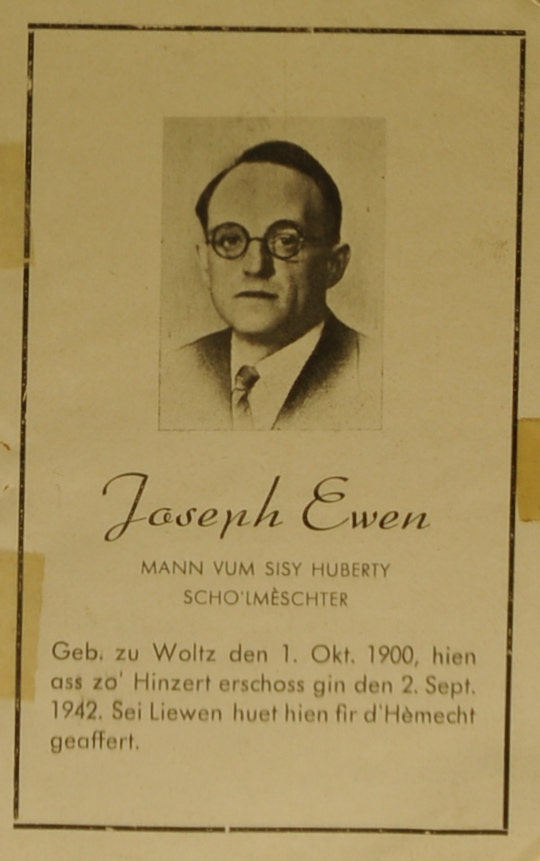 Joseph Ewen
MANN VUM SISY HUBERTY
SCHO'LMÈSCHTER
Geb. zu Woltz den 1. Okt. 1900, hien
ass zo' Hinzert erschoss gin den 2. Sept.
1942. Sei Liewen huet hien fir d'Hèmecht
geaffert.